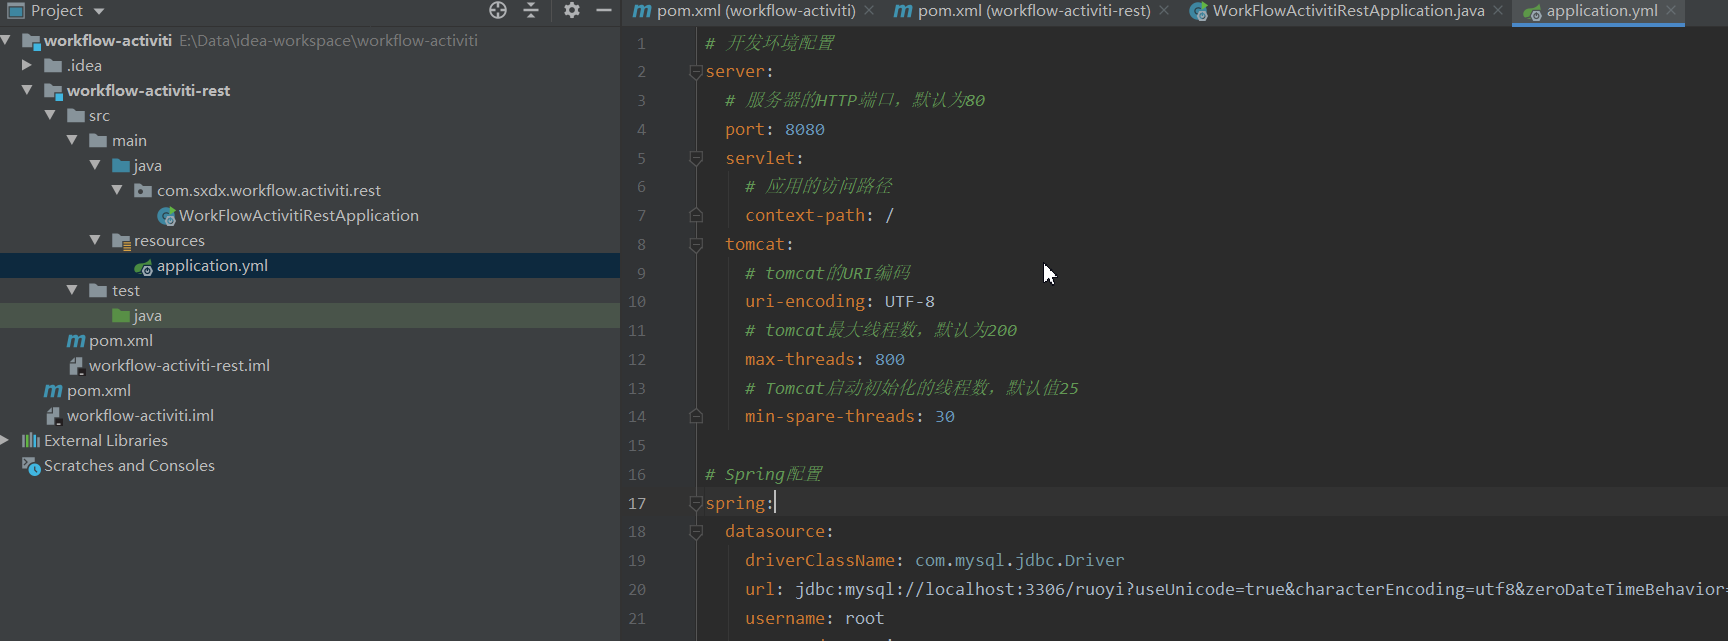 Project
workflow-activiti E:\Data\idea-workspace\workflow-activiti
.idea
workflow-activiti-rest
src
main
java
com.sxdx.workflow.activiti.rest
WorkFlowActivitiRestApplication
resources
application.yml
test
java
pom.xml
workflow-activiti-rest.iml
pom.xml
workflow-activiti.iml
External Libraries
Scratches and Consoles
pom.xml (workflow-activiti) pom.xml (workflow-activiti-rest) WorkFlowActivitiRestApplication.java application.yml
1 # 开发环境配置
2 server:
3 # 服务器的HTTP端口，默认为80
4 port: 8080
5 servlet:
6 # 应用的访问路径
7 context-path: /
8 tomcat:
9 # tomcat的URI编码
10 uri-encoding: UTF-8
11 # tomcat最大线程数，默认为200
12 max-threads: 800
13 # Tomcat启动初始化的线程数，默认值25
14 min-spare-threads: 30
15
16 # Spring配置
17 spring:
18 datasource:
19 driverClassName: com.mysql.jdbc.Driver
20 url: jdbc:mysql://localhost:3306/ruoyi?useUnicode=true&characterEncoding=utf8&zeroDateTimeBehavior=
21 username: root